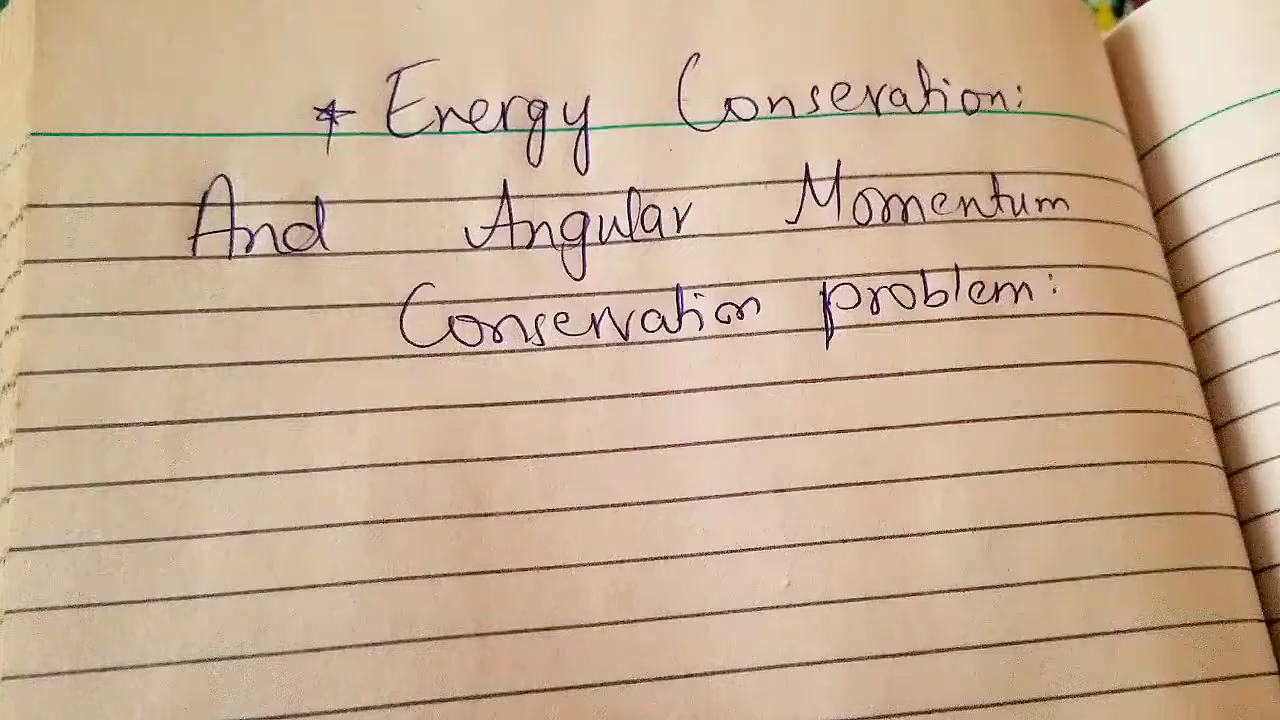 * Energy Conseration:
And Angular Momentum
Conservation problem: